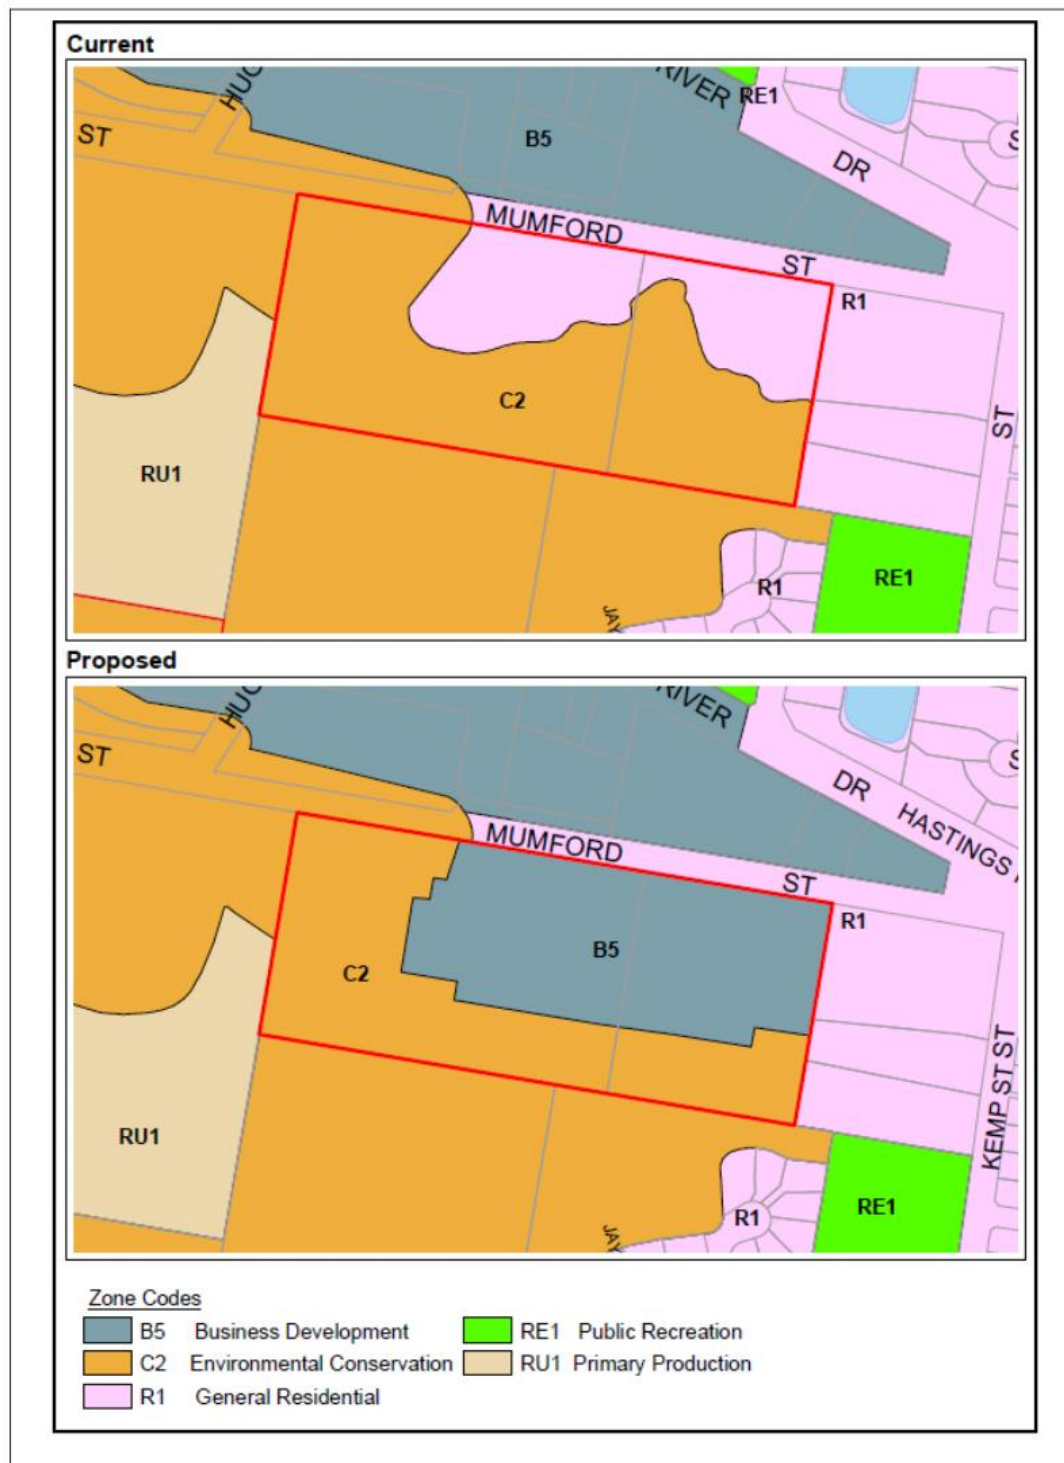 Current
HUG
RIVER
RE1
ST
B5
DR
S
MUMFORD
ST
R1
C2
ST
RU1
R1
RE1
JAY
Proposed
HUG
RIVER
ST
DR
HASTINGS
S
MUMFORD
ST
R1
B5
C2
KEMP ST ST
RU1
R1
RE1
JAY
Zone Codes
B5 Business Development
RE1 Public Recreation
C2 Environmental Conservation
RU1 Primary Production
R1 General Residential